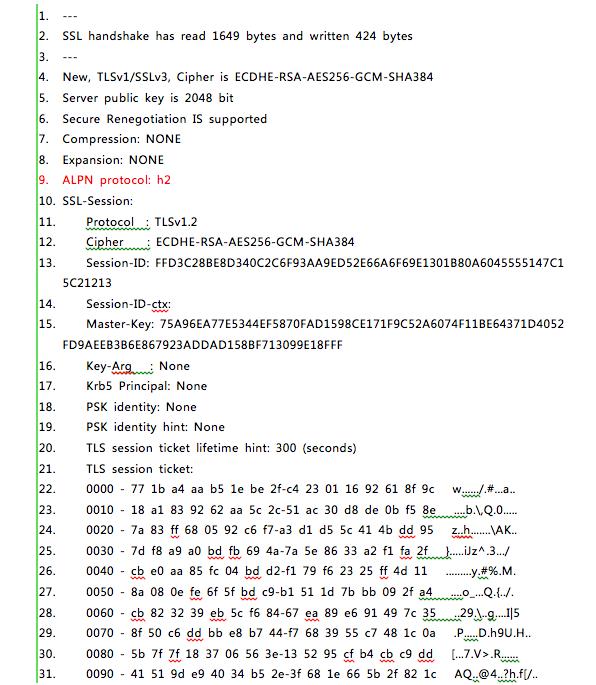 1. ---
2. SSL handshake has read 1649 bytes and written 424 bytes
3. ---
4. New, TLSv1/SSLv3, Cipher is ECDHE-RSA-AES256-GCM-SHA384
5. Server public key is 2048 bit
6. Secure Renegotiation IS supported
7. Compression: NONE
8. Expansion: NONE
9. ALPN protocol: h2
10. SSL-Session:
11. Protocol : TLSv1.2
12. Cipher : ECDHE-RSA-AES256-GCM-SHA384
13. Session-ID: FFD3C28BE8D340C2C6F93AA9ED52E66A6F69E1301B80A6045555147C1
5C21213
14. Session-ID-ctx:
15. Master-Key: 75A96EA77E5344EF5870FAD1598CE171F9C52A6074F11BE64371D4052
FD9AEEB3B6E867923ADDAD158BF713099E18FFF
16. Key-Arg : None
17. Krb5 Principal: None
18. PSK identity: None
19. PSK identity hint: None
20. TLS session ticket lifetime hint: 300 (seconds)
21. TLS session ticket:
22. 0000 - 77 1b a4 aa b5 1e be 2f-c4 23 01 16 92 61 8f 9c w....../.#...a..
23. 0010 - 18 a1 83 92 62 aa 5c 2c-51 ac 30 d8 de 0b f5 8e ....b.\,Q.0.....
24. 0020 - 7a 83 ff 68 05 92 c6 f7-a3 d1 d5 5c 41 4b dd 95 z..h.......\AK..
25. 0030 - 7d f8 a9 a0 bd fb 69 4a-7a 5e 86 33 a2 f1 fa 2f }.....iJz^.3.../
26. 0040 - cb e0 aa 85 fc 04 bd d2-f1 79 f6 23 25 ff 4d 11 .........y.#%.M.
27. 0050 - 8a 08 0e fe 6f 5f bd c9-b1 51 1d 7b bb 09 2f a4 ....o_...Q.{../.
28. 0060 - cb 82 32 39 eb 5c f6 84-67 ea 89 e6 91 49 7c 35 ..29.\..g....I|5
29. 0070 - 8f 50 c6 dd bb e8 b7 44-f7 68 39 55 c7 48 1c 0a .P.....D.h9U.H..
30. 0080 - 5b 7f 7f 18 37 06 56 3e-13 52 95 cf b4 cb c9 dd [...7.V>.R......
31. 0090 - 41 51 9d e9 40 34 b5 2e-3f 68 1e 66 5b 2f 82 1c AQ..@4..?h.f[/..